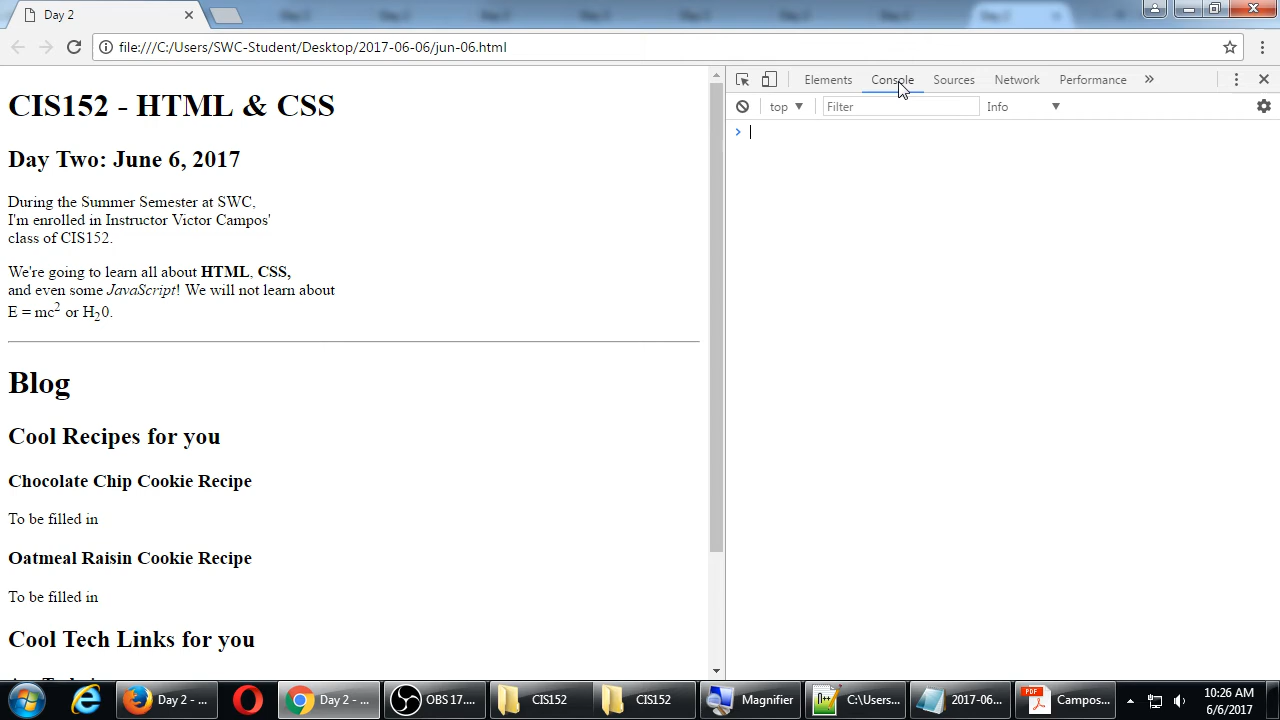 Day 2
file:///C:/Users/SWC-Student/Desktop/2017-06-06/jun-06.html
CIS152 - HTML & CSS
Day Two: June 6, 2017
During the Summer Semester at SWC,
I'm enrolled in Instructor Victor Campos'
class of CIS152.
We're going to learn all about HTML, CSS,
and even some JavaScript! We will not learn about
E = mc2 or H20.
Blog
Cool Recipes for you
Chocolate Chip Cookie Recipe
To be filled in
Oatmeal Raisin Cookie Recipe
To be filled in
Cool Tech Links for you
Elements Console Sources Network Performance »
top Filter Info
Day 2 - ... Day 2 - ... OBS 17.... CIS152 CIS152 Magnifier C:\Users... 2017-06... Campos...
10:26 AM
6/6/2017